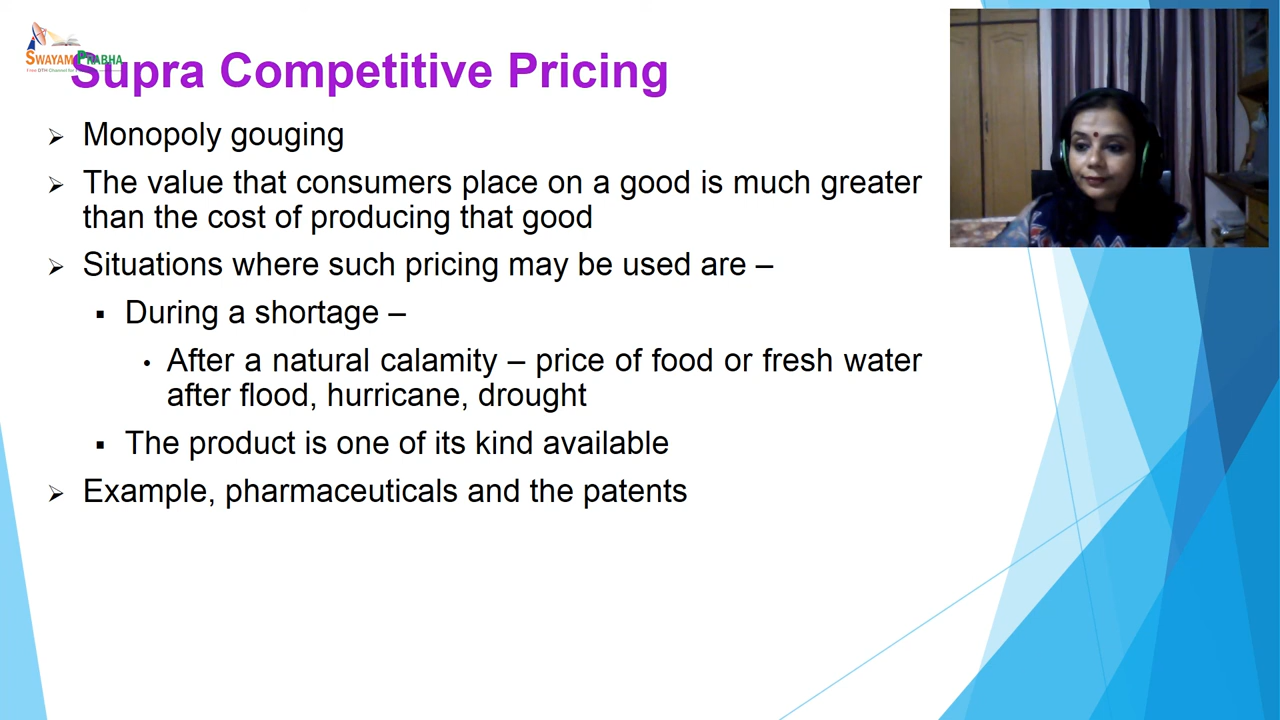 SWAYAM PRABHA
Supra Competitive Pricing
➢ Monopoly gouging
➢ The value that consumers place on a good is much greater
than the cost of producing that good
➢ Situations where such pricing may be used are –
▪ During a shortage –
• After a natural calamity – price of food or fresh water
after flood, hurricane, drought
▪ The product is one of its kind available
➢ Example, pharmaceuticals and the patents